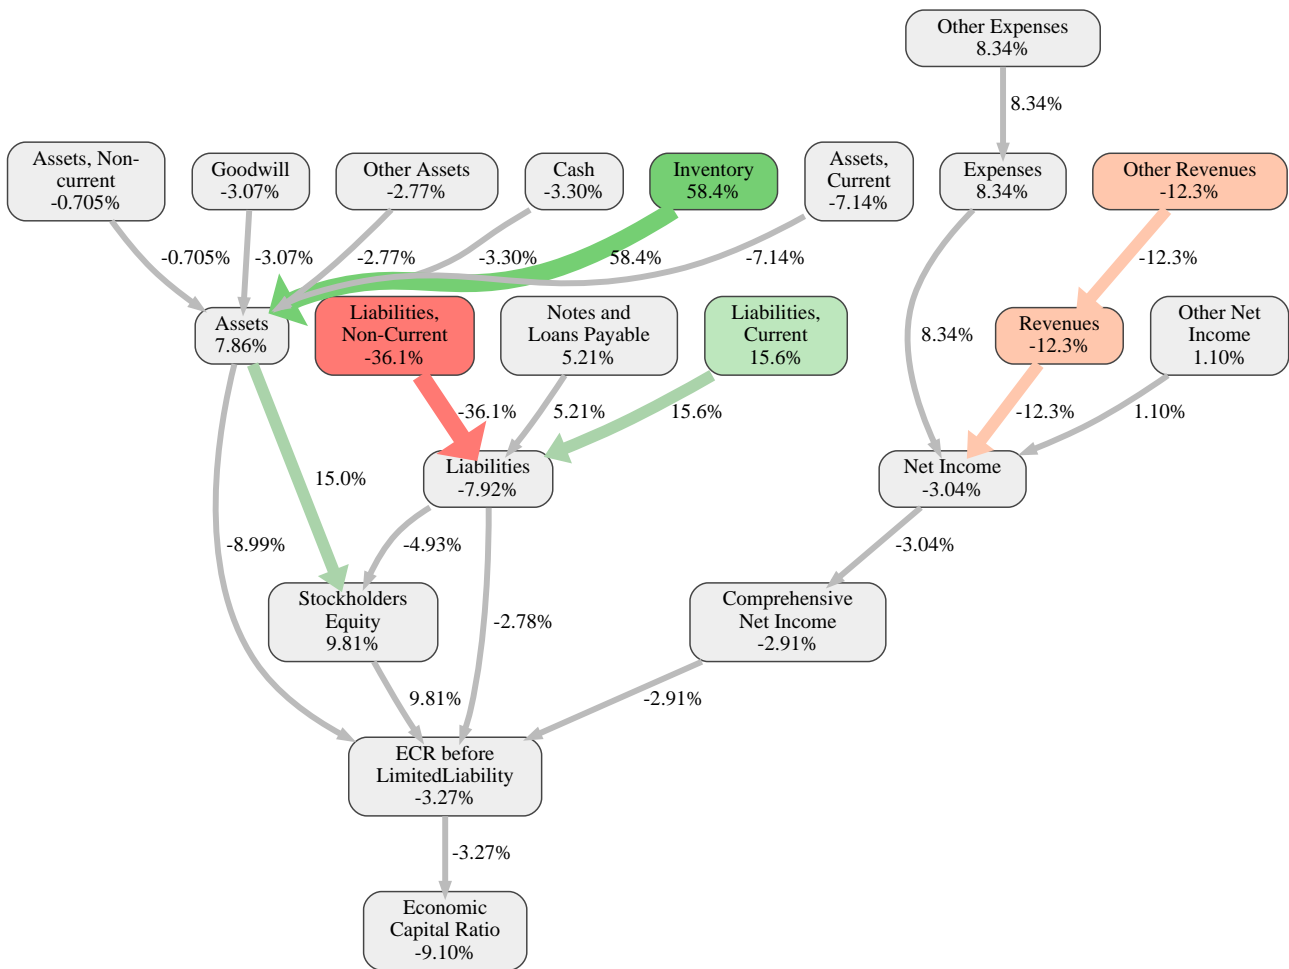 Other Expenses
8.34%
8.34%
Assets, Non-
current
-0.705%
Goodwill
-3.07%
Other Assets
-2.77%
Cash
-3.30%
Inventory
58.4%
Assets,
Current
-7.14%
Expenses
8.34%
Other Revenues
-12.3%
-0.705%
-3.07%
-2.77%
-3.30%
58.4%
-7.14%
-12.3%
Assets
7.86%
Liabilities,
Non-Current
-36.1%
Notes and
Loans Payable
5.21%
Liabilities,
Current
15.6%
8.34%
Revenues
-12.3%
Other Net
Income
1.10%
-36.1%
5.21%
15.6%
-12.3%
1.10%
15.0%
Liabilities
-7.92%
Net Income
-3.04%
-8.99%
-4.93%
-3.04%
Stockholders
Equity
9.81%
-2.78%
Comprehensive
Net Income
-2.91%
9.81%
-2.91%
ECR before
LimitedLiability
-3.27%
-3.27%
Economic
Capital Ratio
-9.10%